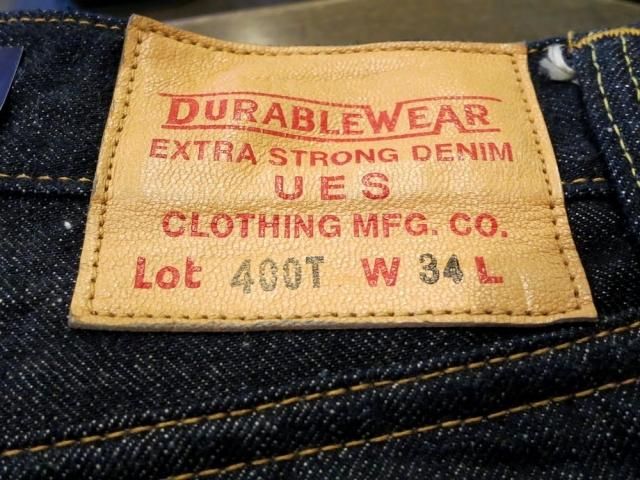 DURABLEWEAR
EXTRA STRONG DENIM
UES
CLOTHING MFG. CO.
Lot 400T W 34 L